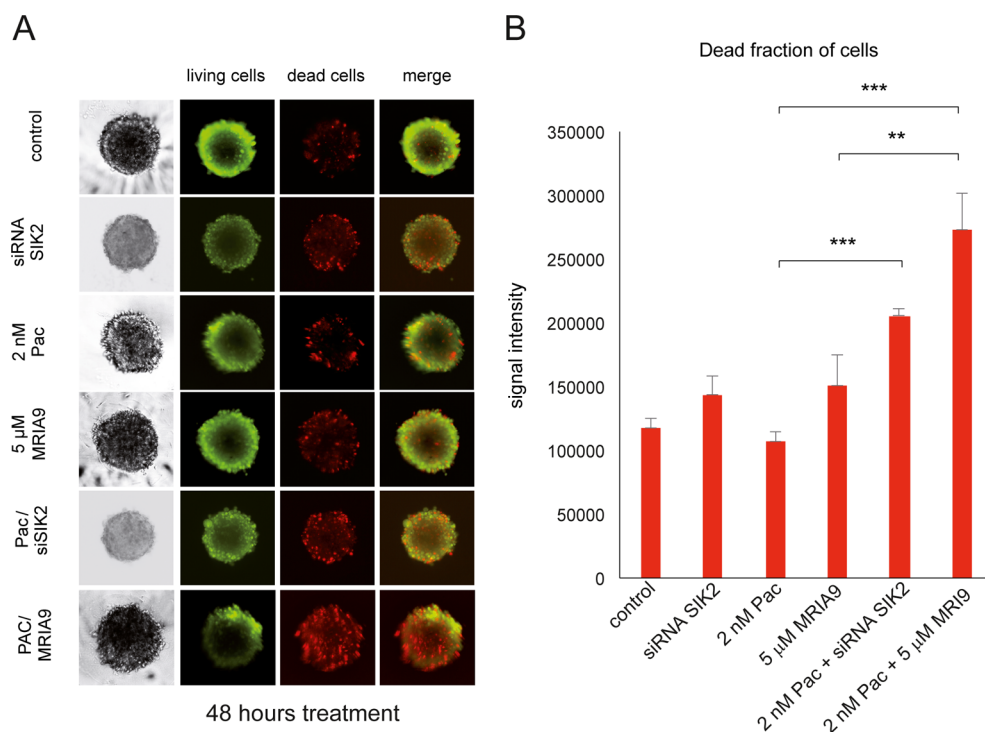 A
living cells dead cells merge
control
siRNA
SIK2
2 nM
Pac
5 µM
MRIA9
Pac/
siSIK2
PAC/
MRIA9
48 hours treatment
B
Dead fraction of cells
***
**
***
signal intensity
350000
300000
250000
200000
150000
100000
50000
0
control
siRNA SIK2
2 nM Pac
5 µM MRIA9
2 nM Pac + siRNA SIK2
2 nM Pac + 5 µM MRI9